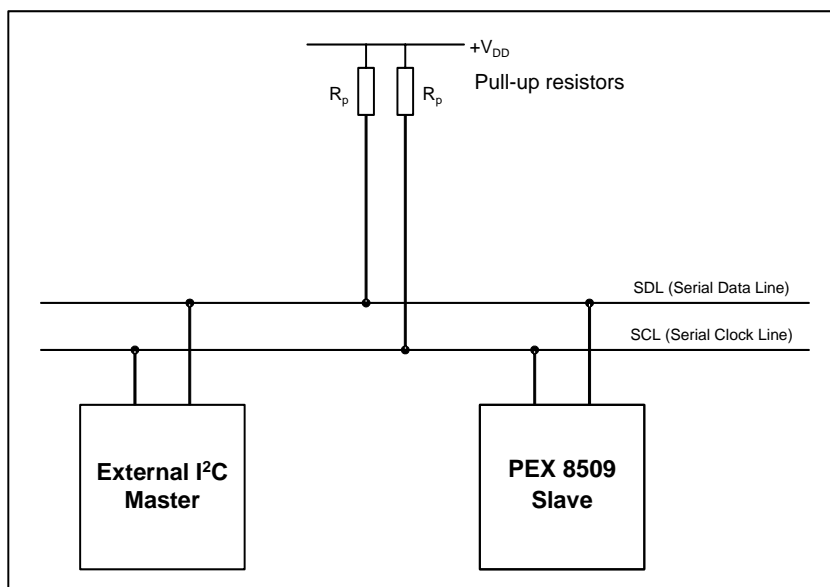 +V_DD
Pull-up resistors
R_p R_p
SDL (Serial Data Line)
SCL (Serial Clock Line)
External I²C
Master
PEX 8509
Slave